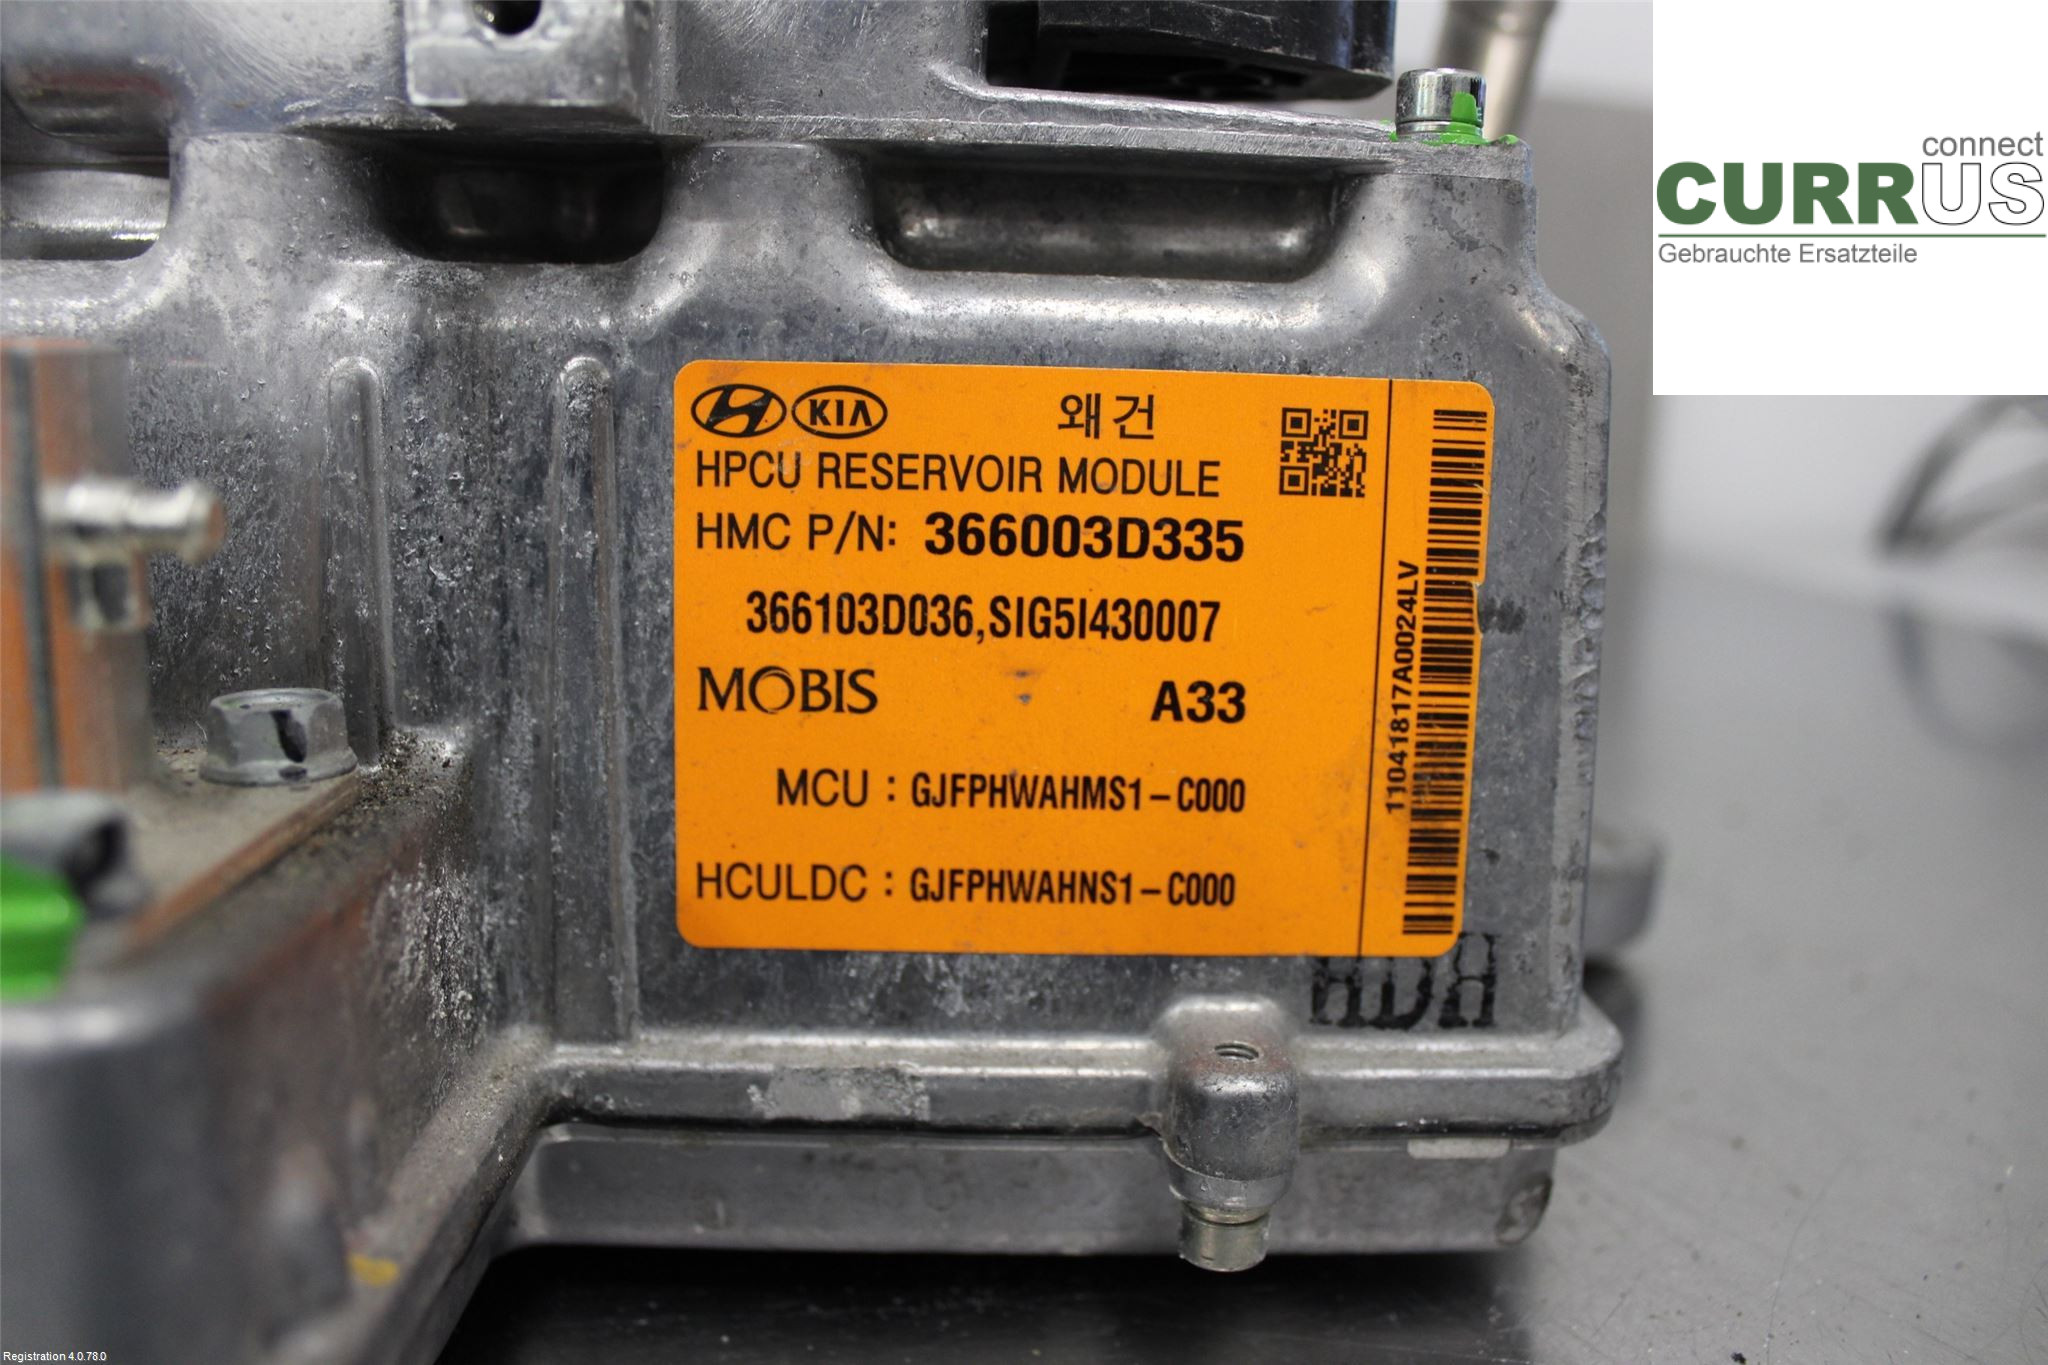 connect
CURRUS
Gebrauchte Ersatzteile
KIA 왜건
HPCU RESERVOIR MODULE
HMC P/N: 366003D335
366103D036,SIG5I430007
MOBIS A33
MCU : GJFPHWAHMS1-C000
HCULDC : GJFPHWAHNS1-C000
11041817A0024LV
HDH
Registration 4.0.78.0